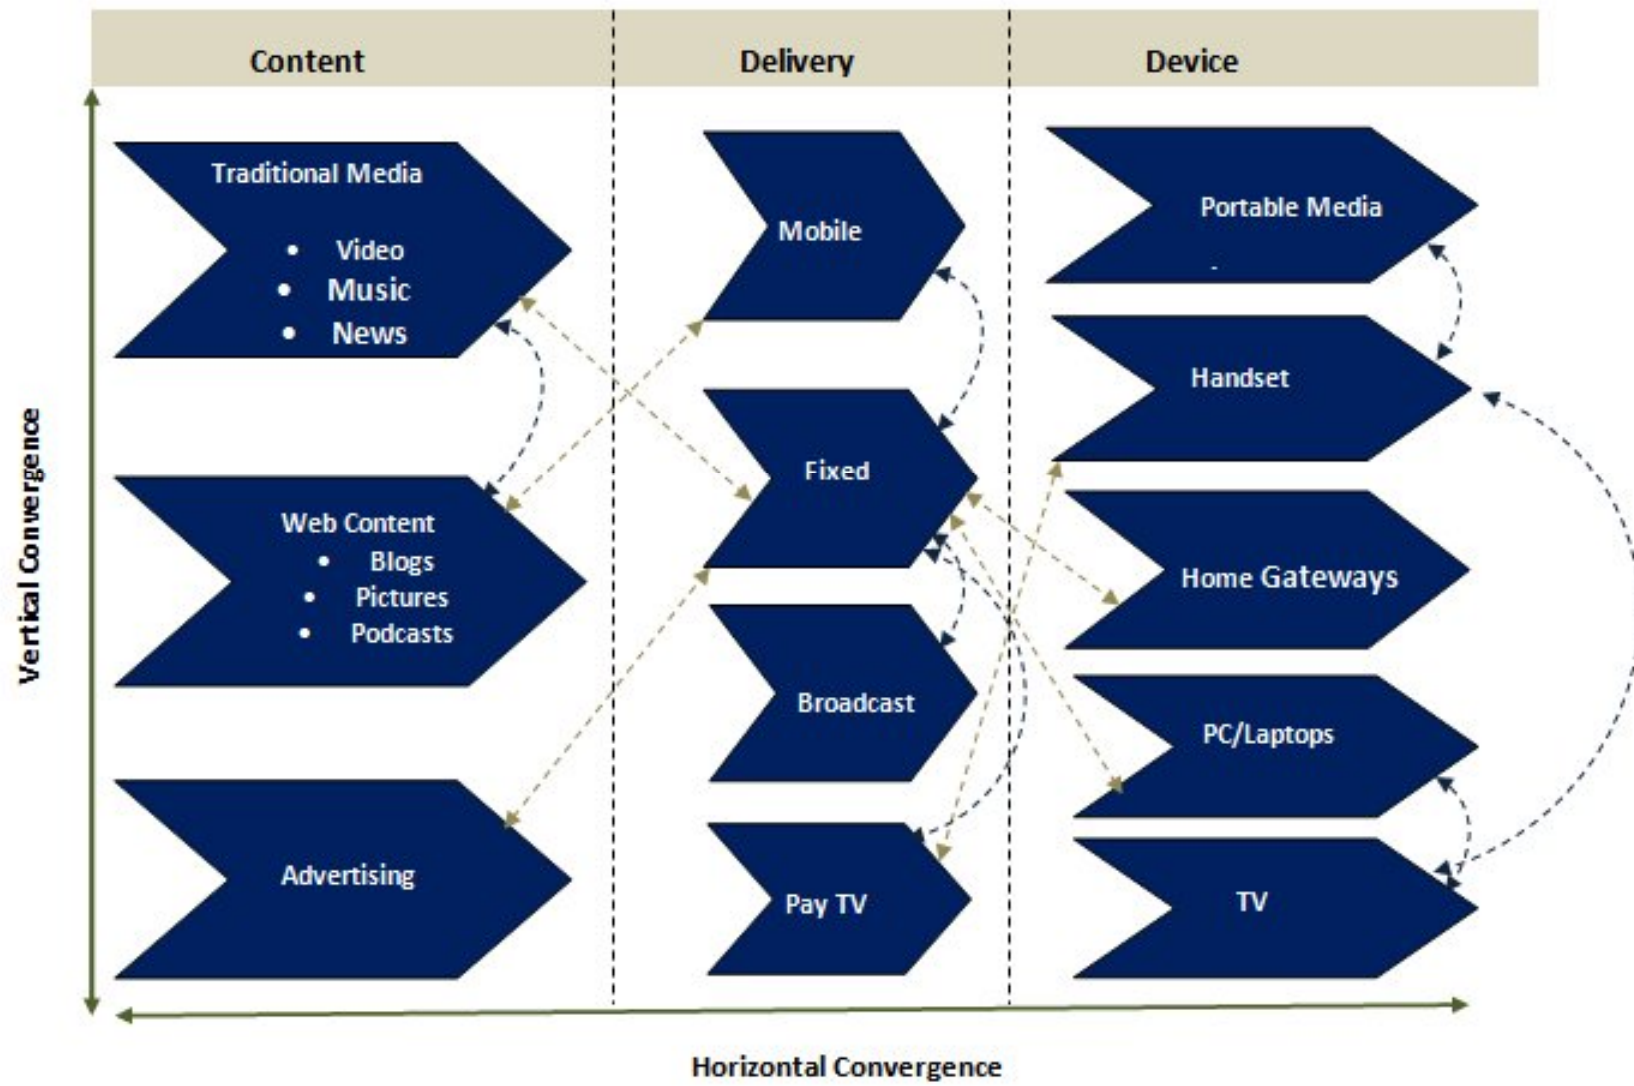 Content
Delivery
Device
Traditional Media
• Video
• Music
• News
Web Content
• Blogs
• Pictures
• Podcasts
Advertising
Mobile
Fixed
Broadcast
Pay TV
Portable Media
-
Handset
Home Gateways
PC/Laptops
TV
Vertical Convergence
Horizontal Convergence